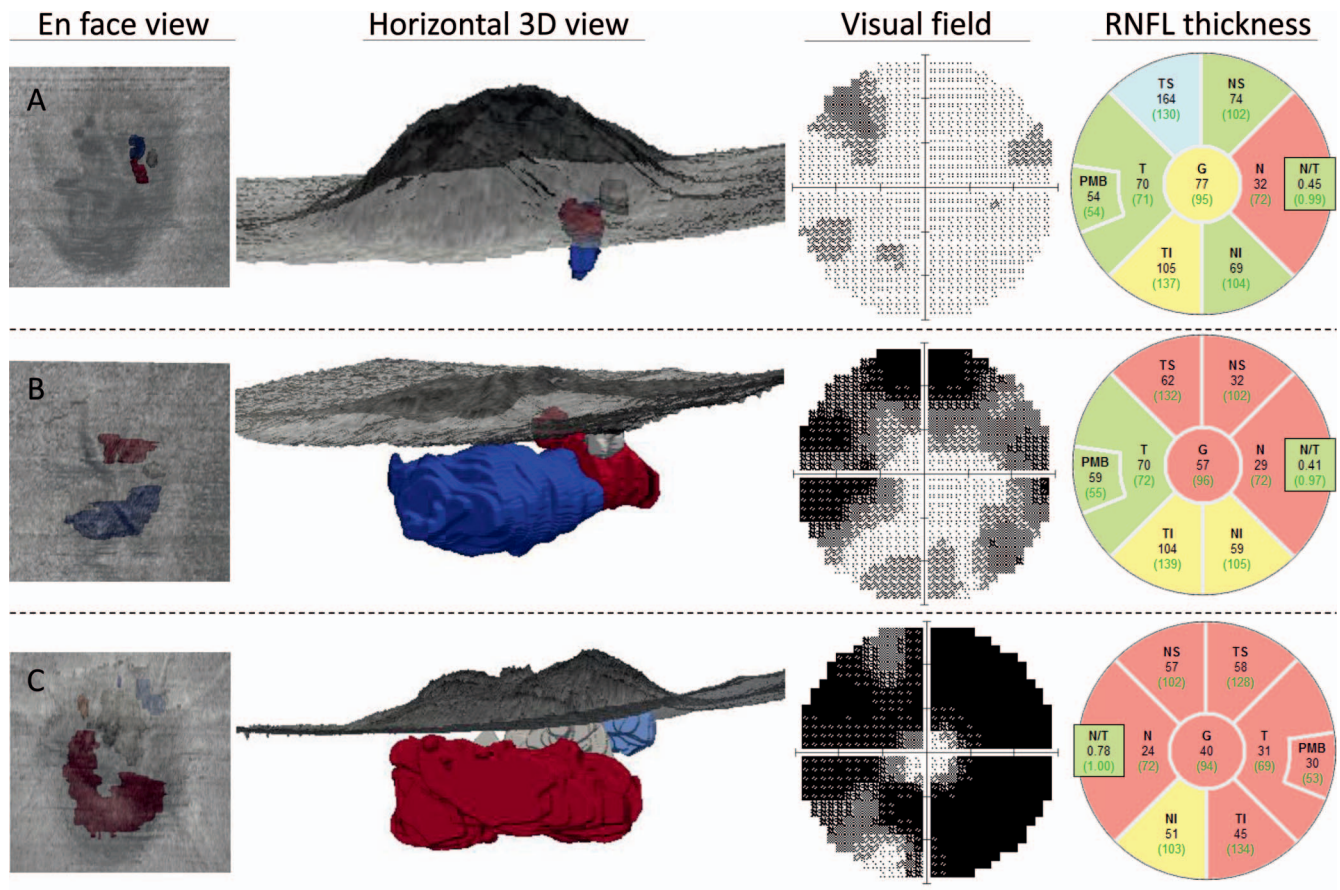 En face view Horizontal 3D view Visual field RNFL thickness
A
TS
164
(130)
NS
74
(102)
PMB
54
(54)
T
70
(71)
G
77
(95)
N
32
(72)
N/T
0.45
(0.99)
TI
105
(137)
NI
69
(104)
B
TS
62
(132)
NS
32
(102)
PMB
59
(55)
T
70
(72)
G
57
(96)
N
29
(72)
N/T
0.41
(0.97)
TI
104
(139)
NI
59
(105)
C
NS
57
(102)
TS
58
(128)
N/T
0.78
(1.00)
N
24
(72)
G
40
(94)
T
31
(69)
PMB
30
(53)
NI
51
(103)
TI
45
(134)